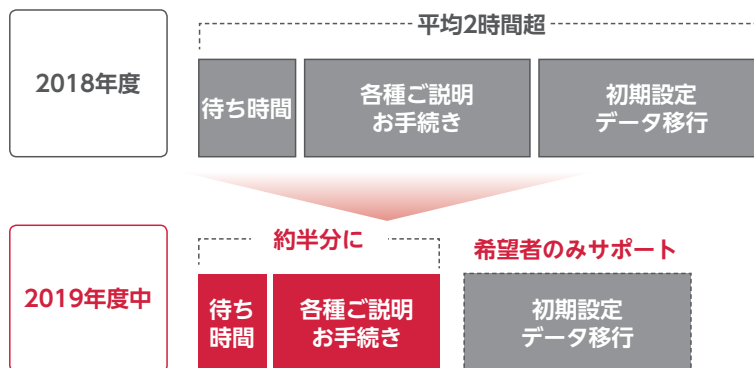 平均2時間超
2018年度
待ち時間
各種ご説明
お手続き
初期設定
データ移行
約半分に
希望者のみサポート
2019年度中
待ち
時間
各種ご説明
お手続き
初期設定
データ移行